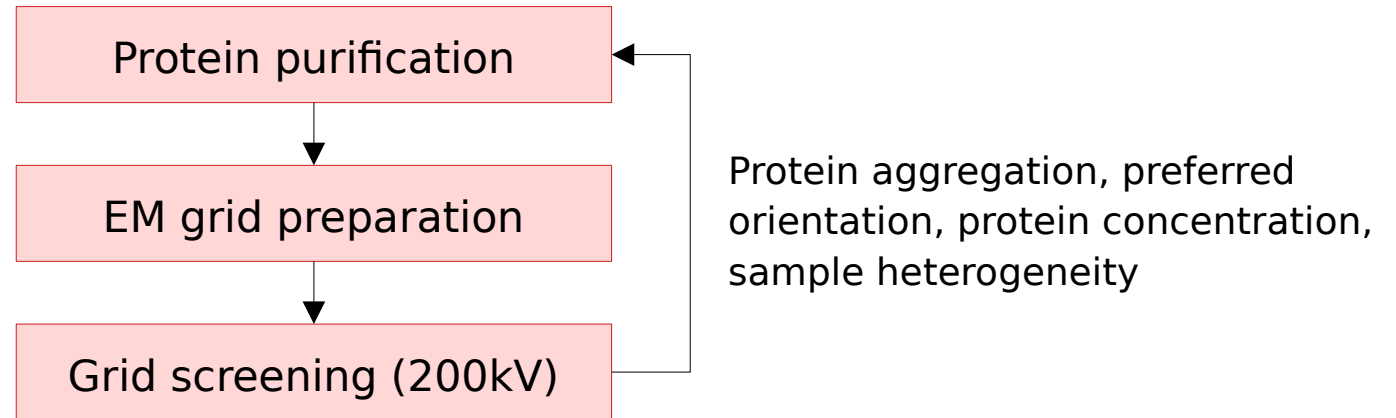 Protein purification
EM grid preparation
Grid screening (200kV)
Protein aggregation, preferred
orientation, protein concentration,
sample heterogeneity